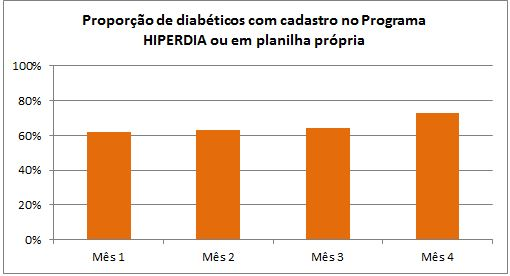 Proporção de diabéticos com cadastro no Programa
HIPERDIA ou em planilha própria
100%
80%
60%
40%
20%
0%
Mês 1 Mês 2 Mês 3 Mês 4